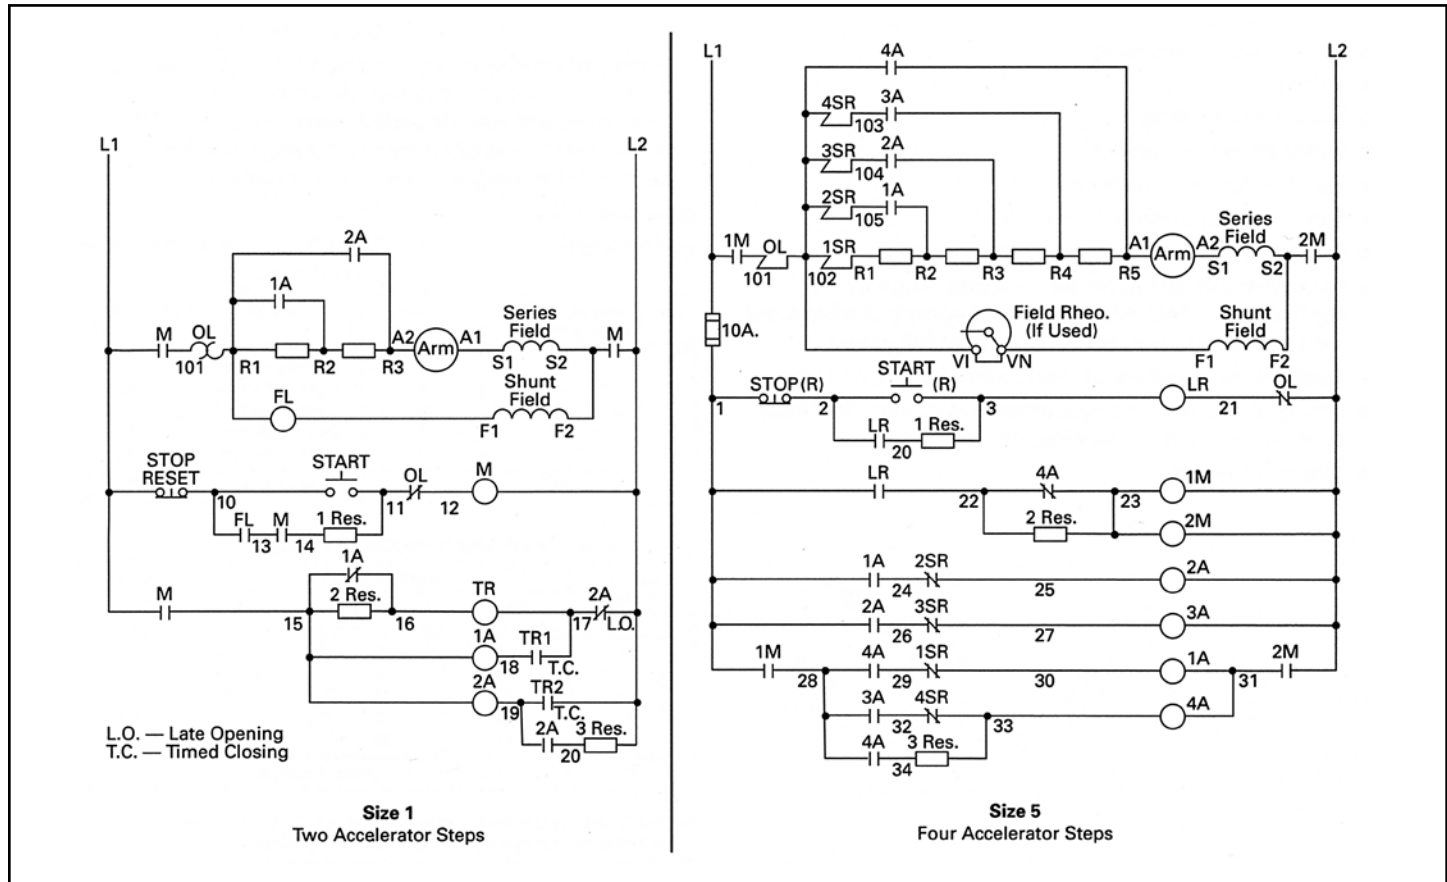 L1
L2
2A
1A
M
OL
101
R1
R2
R3
A2
Arm
A1
Series
Field
S1
S2
M
FL
Shunt
Field
F1
F2
STOP
RESET
START
OL
M
10
11
12
FL
M
1 Res.
13
14
1A
M
2 Res.
TR
2A
15
16
17
L.O.
1A
TR1
18
T.C.
2A
TR2
19
T.C.
2A
3 Res.
20
L.O. — Late Opening
T.C. — Timed Closing
Size 1
Two Accelerator Steps
L1
L2
4A
4SR
3A
103
3SR
2A
104
2SR
1A
105
1M
OL
1SR
101
102
R1
R2
R3
R4
R5
A1
Arm
A2
Series
Field
S1
S2
2M
10A.
Field Rheo.
(If Used)
VI
VN
Shunt
Field
F1
F2
STOP (R)
START
(R)
LR
OL
1
2
3
21
LR
1 Res.
20
LR
4A
1M
22
23
2 Res.
2M
1A
2SR
2A
24
25
2A
3SR
3A
26
27
1M
4A
1SR
1A
2M
28
29
30
31
3A
4SR
4A
32
33
4A
3 Res.
34
Size 5
Four Accelerator Steps